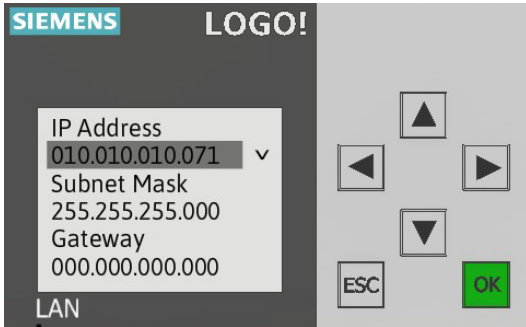 SIEMENS
LOGO!
IP Address
010.010.010.071
Subnet Mask
255.255.255.000
Gateway
000.000.000.000
LAN
ESC
OK